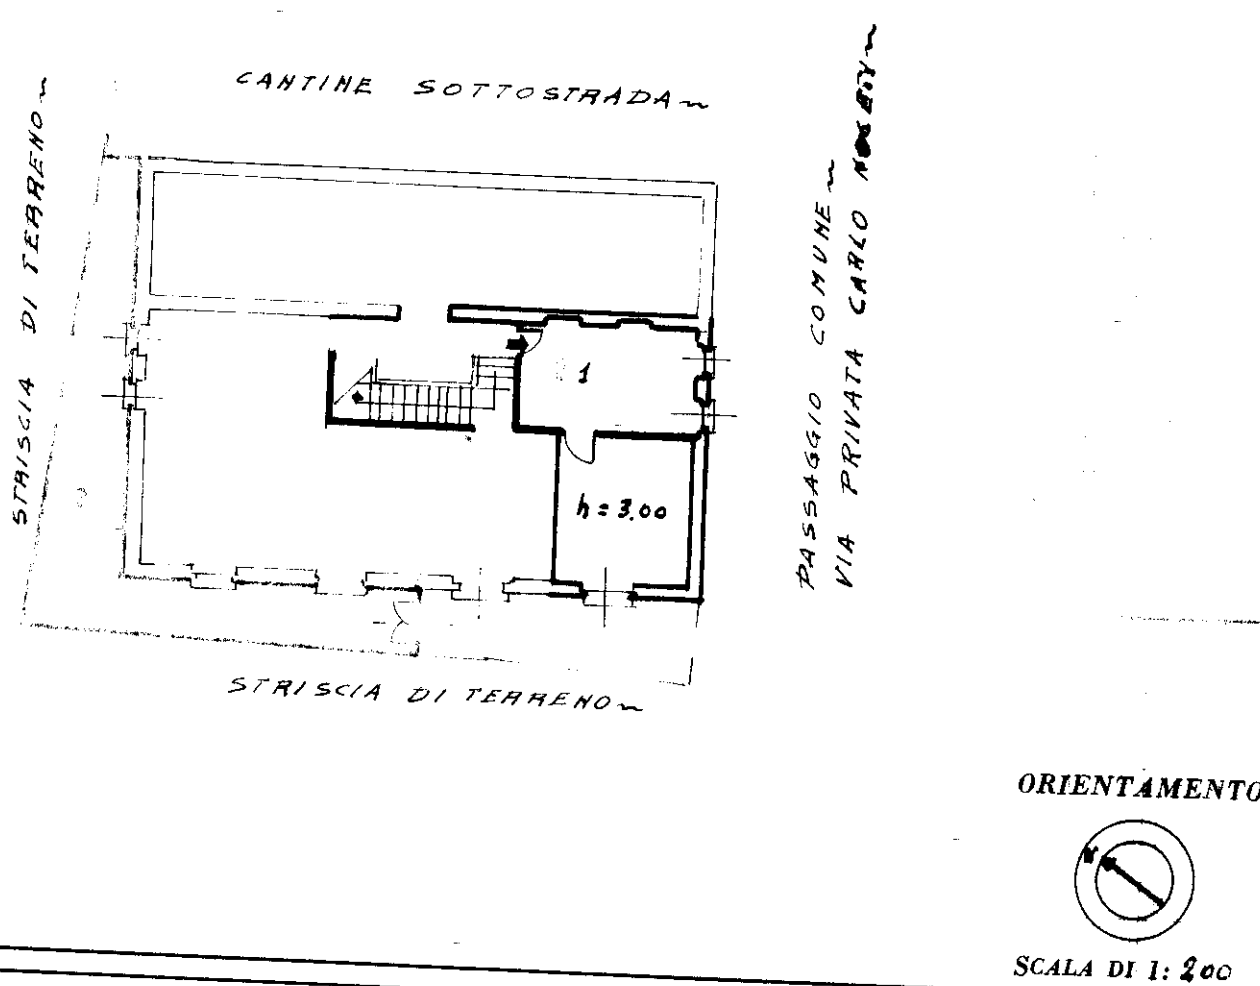 CANTINE SOTTOSTRADA
STRISCIA DI TERRENO
PASSAGGIO COMUNE
VIA PRIVATA CARLO
1
h = 3.00
STRISCIA DI TERRENO
ORIENTAMENTO
N
SCALA DI 1: 200